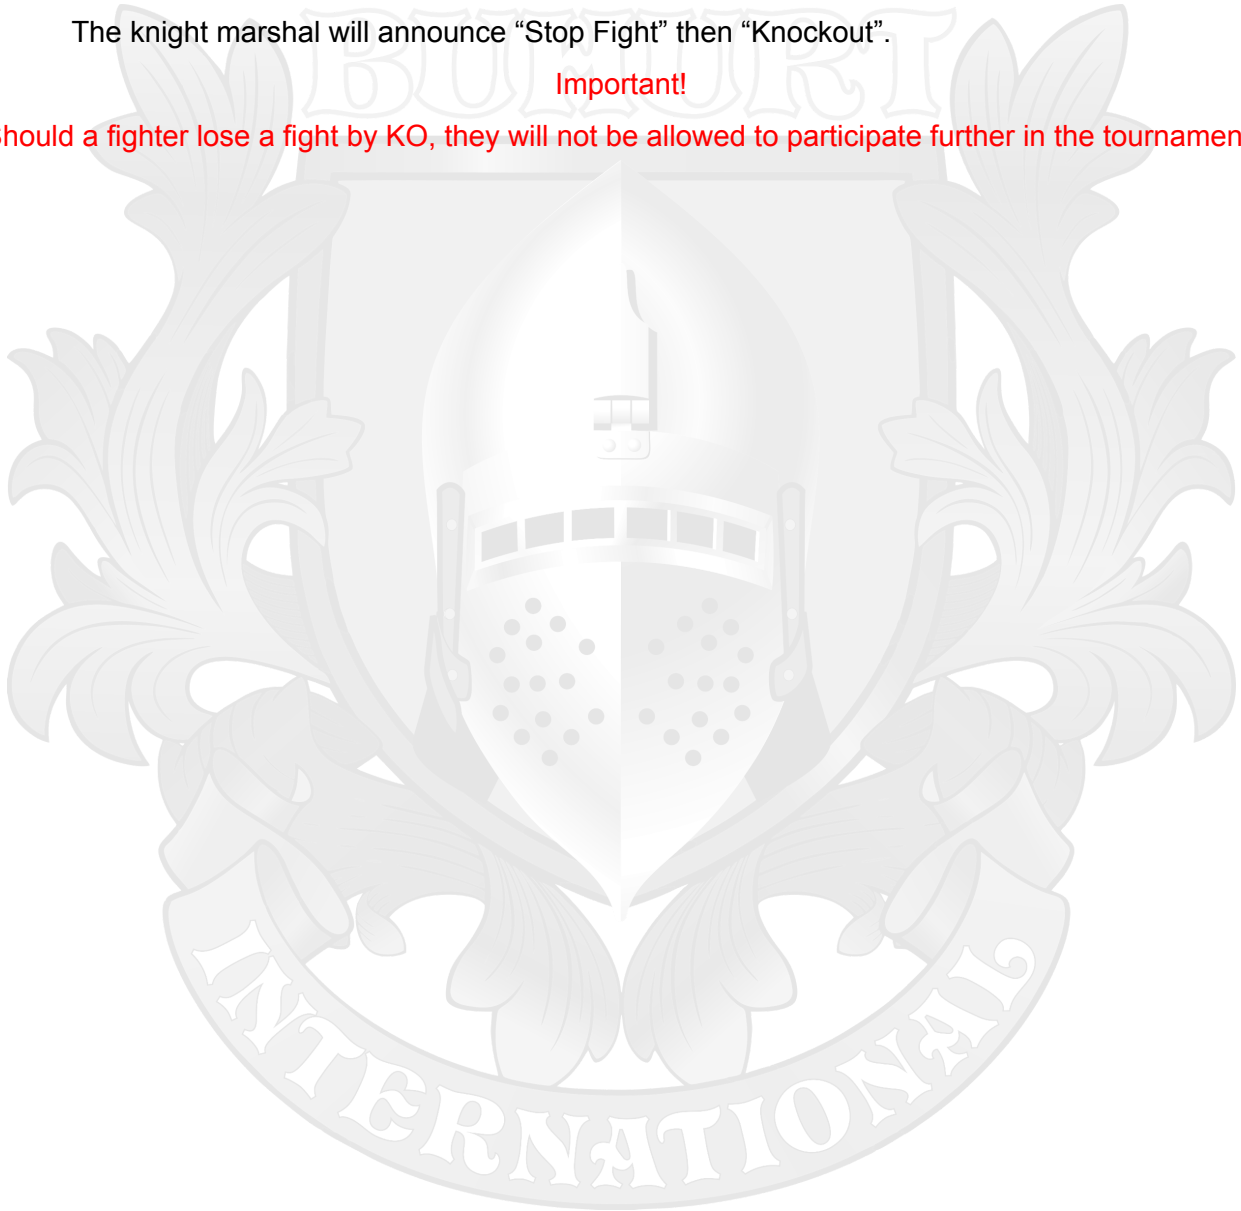 BUHURT
The knight marshal will announce “Stop Fight” then “Knockout”.
Important!
hould a fighter lose a fight by KO, they will not be allowed to participate further in the tournamen
INTERNATIONAL